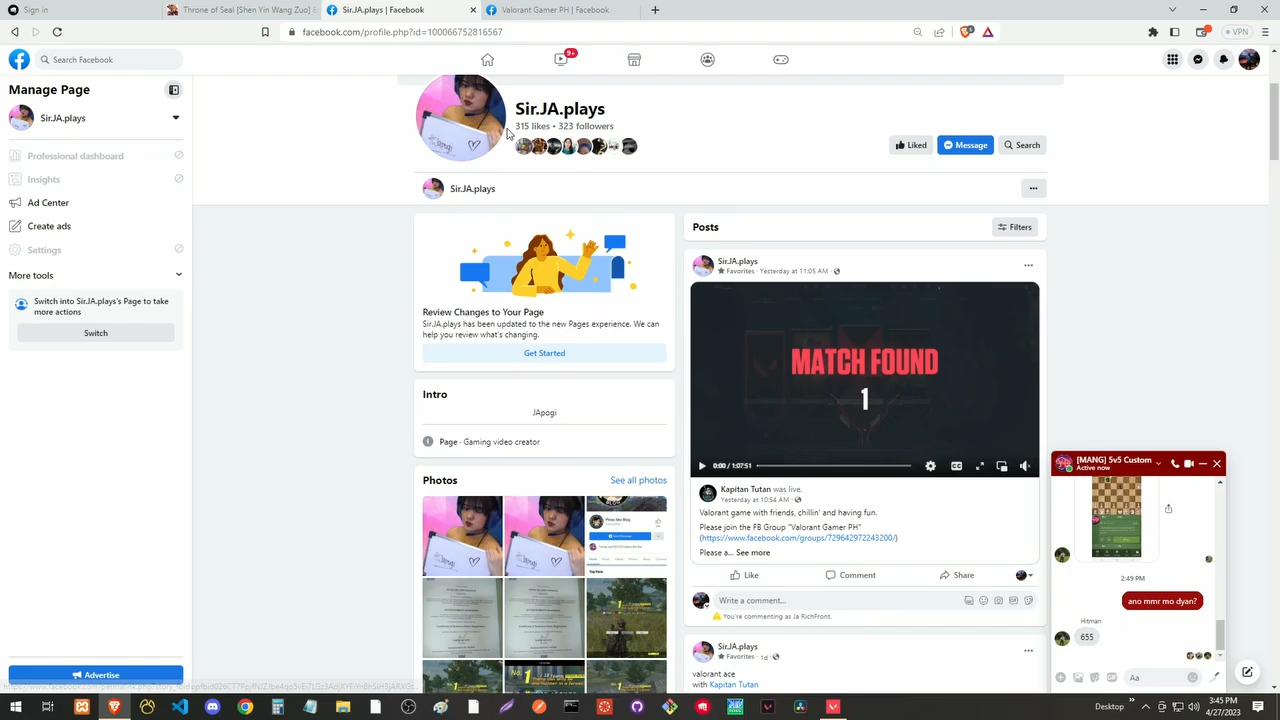 Sign in
Throne of Seal [Shen Yin Wang Zuo] E
Sir.JA.plays | Facebook
Valorant Gamer PH | Facebook
facebook.com/profile.php?id=100066752816567
VPN
Search Facebook
9+
Manage Page
Sir.JA.plays
Professional dashboard
Insights
Ad Center
Create ads
Settings
More tools
Switch into Sir.JA.plays's Page to take
more actions
Switch
Advertise
Sir.JA.plays
315 likes • 323 followers
Liked
Message
Search
Sir.JA.plays
Review Changes to Your Page
Sir.JA.plays has been updated to the new Pages experience. We can
help you review what's changing.
Get Started
Intro
JApogi
Page · Gaming video creator
Photos
See all photos
Posts
Filters
Sir.JA.plays
Favorites · Yesterday at 11:05 AM ·
MATCH FOUND
1
0:00 / 1:07:51
Kapitan Tutan was live.
Yesterday at 10:54 AM ·
Valorant game with friends, chillin' and having fun.
Please join the FB Group "Valorant Gamer PH"
(https://www.facebook.com/groups/729642972243200/)
Please a... See more
Like
Comment
Share
Write a comment...
You're commenting as Ja RichFront.
Sir.JA.plays
Favorites · 1d ·
valorant ace
with Kapitan Tutan
[MANG] 5v5 Custom
Active now
2:49 PM
ano mmr mo dyan?
Hitman
655
Aa
Desktop
3:45 PM
4/27/2023